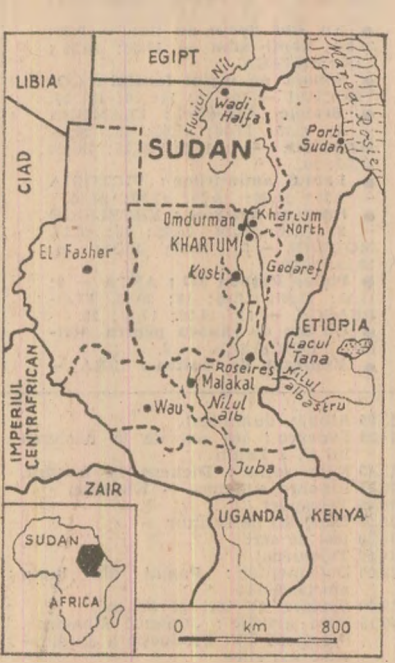 EGIPT
LIBIA
Fluviul Nil
Marea Roșie
Wadi
Halfa
CIAD
SUDAN
Port
Sudan
Omdurman
Khartum
North
KHARTUM
El Fasher
Kosti
Gedaref
ETIOPIA
Lacul
Tana
Roseires
Malakal
Nilul
albastru
Nilul
alb
Wau
IMPERIUL
CENTRAFRICAN
Juba
ZAIR
UGANDA
KENYA
SUDAN
AFRICA
0 km 800